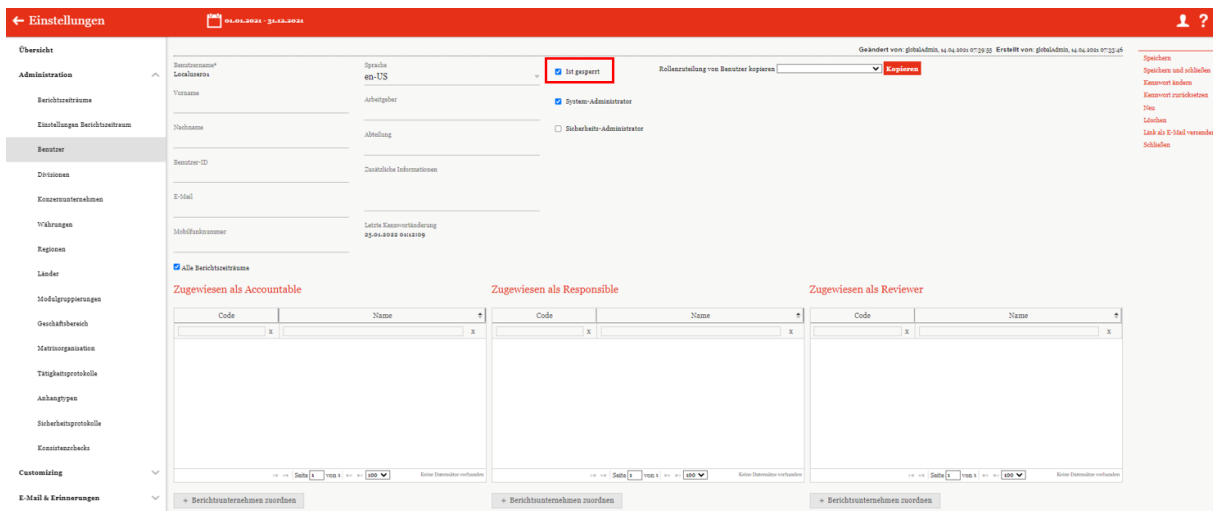 ← Einstellungen
01.01.2021 - 31.12.2021
?
Geändert von: globalAdmin, 14.04.2021 07:39:55 Erstellt von: globalAdmin, 14.04.2021 07:35:46
Übersicht
Administration
Berichtszeiträume
Einstellungen Berichtszeitraum
Benutzer
Divisionen
Konzernunternehmen
Währungen
Regionen
Länder
Modulgruppierungen
Geschäftsbereich
Matrixorganisation
Tätigkeitsprotokolle
Anhangtypen
Sicherheitsprotokolle
Konsistenzchecks
Customizing
E-Mail & Erinnerungen
Benutzername*
Localuser01
Vorname
Nachname
Benutzer-ID
E-Mail
Mobilfunknummer
Alle Berichtszeiträume
Sprache
en-US
Arbeitgeber
Abteilung
Zusätzliche Informationen
Letzte Kennwortänderung
25.01.2022 01:12:09
Ist gesperrt
System-Administrator
Sicherheits-Administrator
Rollenzuteilung von Benutzer kopieren Kopieren
Speichern
Speichern und schließen
Kennwort ändern
Kennwort zurücksetzen
Neu
Löschen
Link als E-Mail versenden
Schließen
Zugewiesen als Accountable
Code Name
X X
Seite 1 von 1 100 Keine Datensätze vorhanden
+ Berichtsunternehmen zuordnen
Zugewiesen als Responsible
Code Name
X X
Seite 1 von 1 100 Keine Datensätze vorhanden
+ Berichtsunternehmen zuordnen
Zugewiesen als Reviewer
Code Name
X X
Seite 1 von 1 100 Keine Datensätze vorhanden
+ Berichtsunternehmen zuordnen